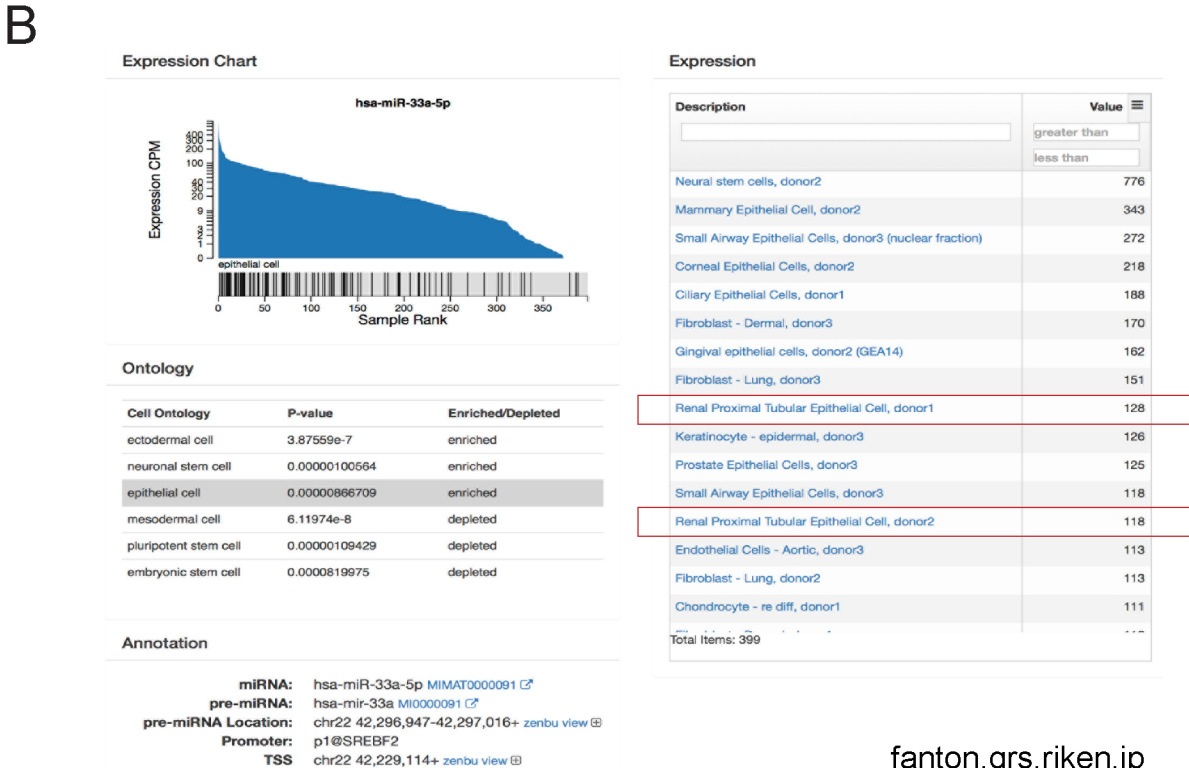 B
Expression Chart
hsa-miR-33a-5p
Expression CPM
400
300
200
100
40
30
20
9
3
2
1
0
epithelial cell
0 50 100 150 200 250 300 350
Sample Rank
Ontology
Cell Ontology P-value Enriched/Depleted
ectodermal cell 3.87559e-7 enriched
neuronal stem cell 0.00000100564 enriched
epithelial cell 0.00000866709 enriched
mesodermal cell 6.11974e-8 depleted
pluripotent stem cell 0.00000109429 depleted
embryonic stem cell 0.0000819975 depleted
Annotation
miRNA: hsa-miR-33a-5p MIMAT0000091
pre-miRNA: hsa-mir-33a MI0000091
pre-miRNA Location: chr22 42,296,947-42,297,016+ zenbu view
Promoter: p1@SREBF2
TSS chr22 42,229,114+ zenbu view
Expression
Description Value
greater than
less than
Neural stem cells, donor2 776
Mammary Epithelial Cell, donor2 343
Small Airway Epithelial Cells, donor3 (nuclear fraction) 272
Corneal Epithelial Cells, donor2 218
Ciliary Epithelial Cells, donor1 188
Fibroblast - Dermal, donor3 170
Gingival epithelial cells, donor2 (GEA14) 162
Fibroblast - Lung, donor3 151
Renal Proximal Tubular Epithelial Cell, donor1 128
Keratinocyte - epidermal, donor3 126
Prostate Epithelial Cells, donor3 125
Small Airway Epithelial Cells, donor3 118
Renal Proximal Tubular Epithelial Cell, donor2 118
Endothelial Cells - Aortic, donor3 113
Fibroblast - Lung, donor2 113
Chondrocyte - re diff, donor1 111
Total Items: 399
fanton.grs.riken.jp